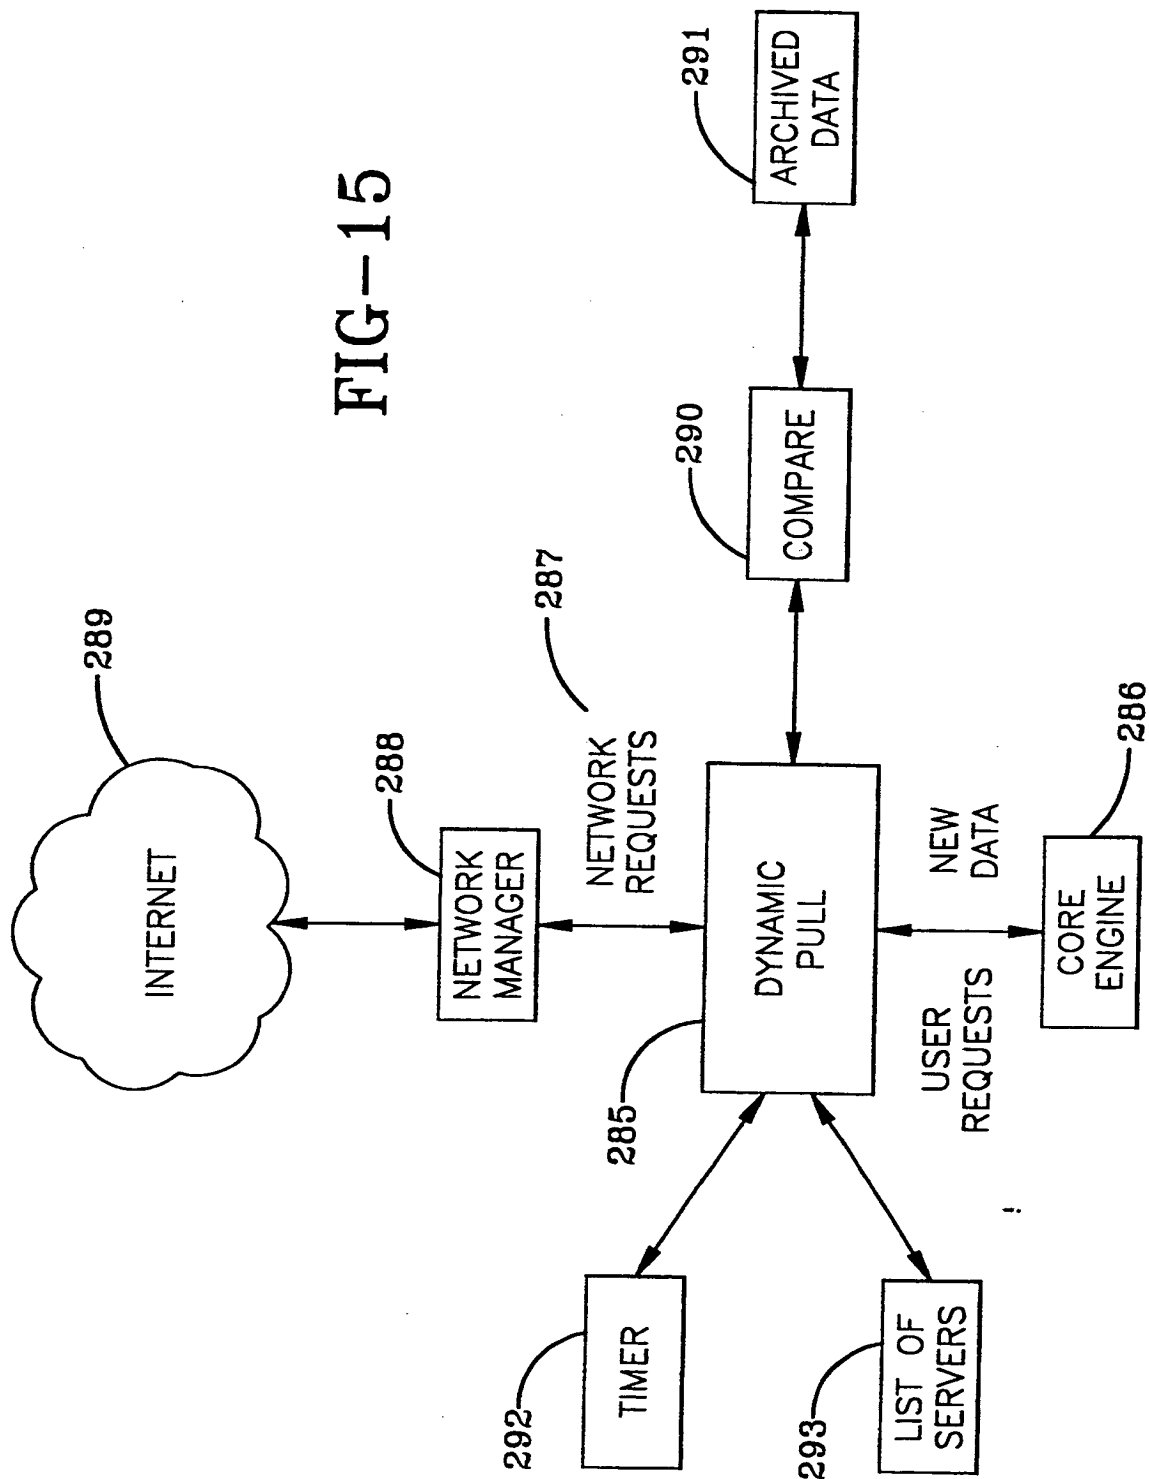 FIG-15
289
INTERNET
288
NETWORK
MANAGER
287
NETWORK
REQUESTS
285
DYNAMIC
PULL
290
COMPARE
291
ARCHIVED
DATA
292
TIMER
293
LIST OF
SERVERS
USER
REQUESTS
NEW
DATA
286
CORE
ENGINE